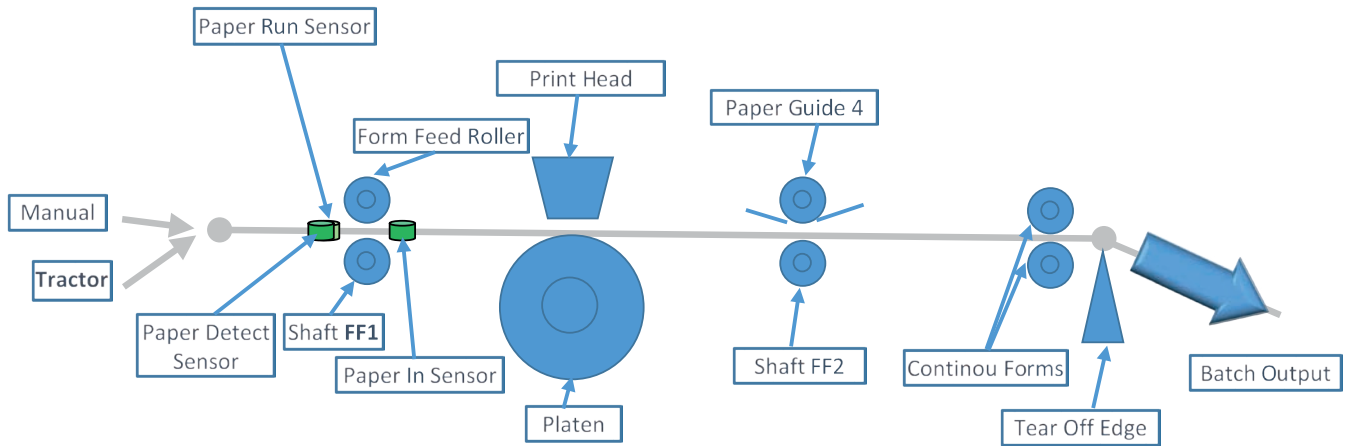 Paper Run Sensor
Print Head
Paper Guide 4
Form Feed Roller
Manual
Tractor
Paper Detect
Sensor
Shaft FF1
Paper In Sensor
Platen
Shaft FF2
Continou Forms
Tear Off Edge
Batch Output